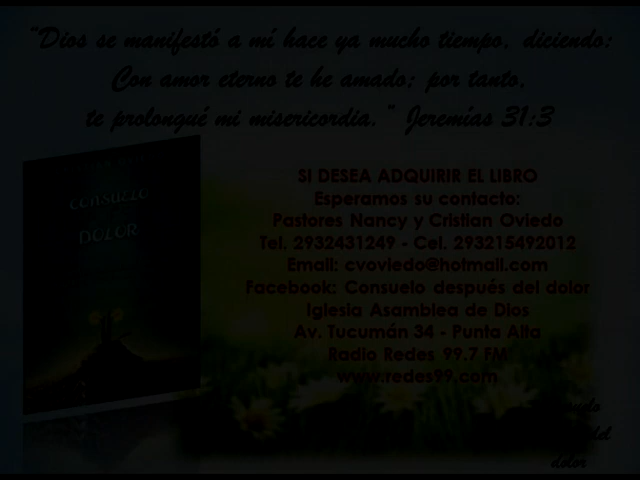 “Dios se manifestó a mí hace ya mucho tiempo, diciendo:
Con amor eterno te he amado; por tanto,
te prolongué mi misericordia.” Jeremías 31:3
CONSUELO
DOLOR
SI DESEA ADQUIRIR EL LIBRO
Esperamos su contacto:
Pastores Nancy y Cristian Oviedo
Tel. 2932431249 - Cel. 293215492012
Email: cvoviedo@hotmail.com
Facebook: Consuelo después del dolor
Iglesia Asamblea de Dios
Av. Tucumán 34 - Punta Alta
Radio Redes 99.7 FM
www.redes99.com
del
dolor